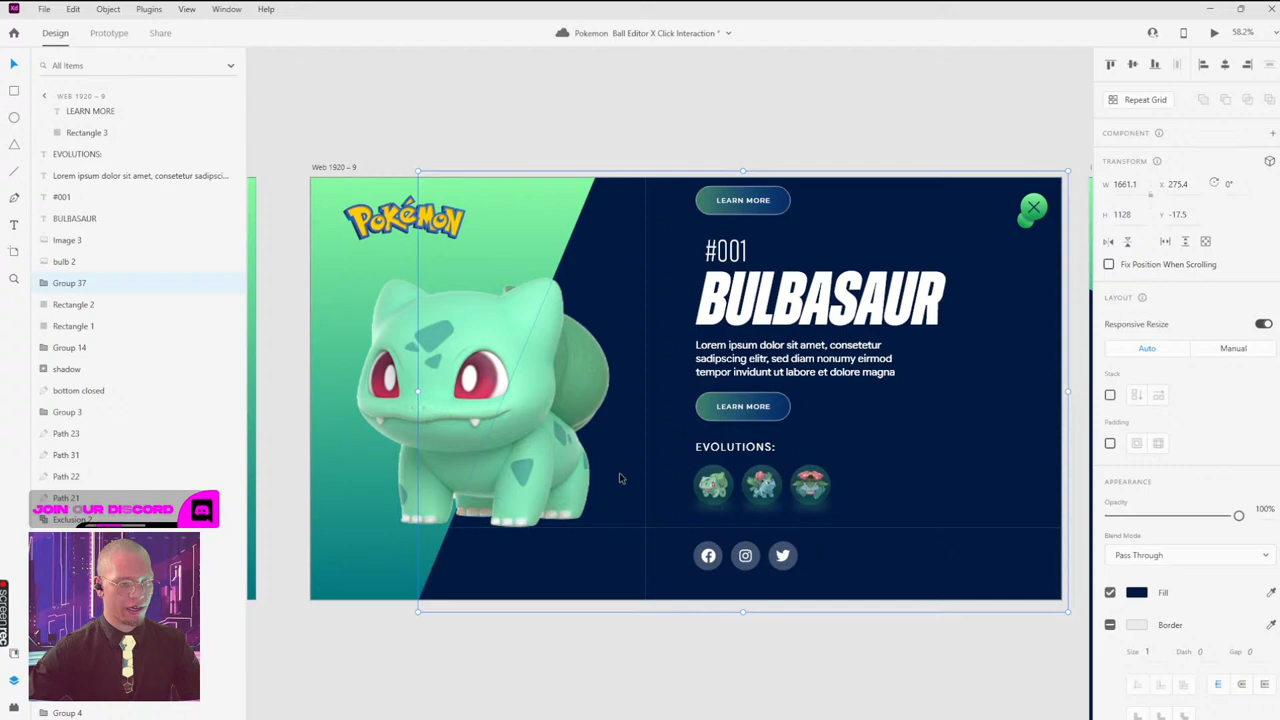 Xd File Edit Object Plugins View Window Help
Design Prototype Share
Pokemon Ball Editor X Click Interaction *
58.2%
All Items
WEB 1920 – 9
LEARN MORE
Rectangle 3
EVOLUTIONS:
Lorem ipsum dolor sit amet, consetetur sadipsci...
#001
BULBASAUR
Image 3
bulb 2
Group 37
Rectangle 2
Rectangle 1
Group 14
shadow
bottom closed
Group 3
Path 23
Path 31
Path 22
Path 21
Exclusion 2
JOIN OUR DISCORD
Group 4
screenrec
Web 1920 – 9
POKéMON
LEARN MORE
#001
BULBASAUR
Lorem ipsum dolor sit amet, consetetur
sadipscing elitr, sed diam nonumy eirmod
tempor invidunt ut labore et dolore magna
LEARN MORE
EVOLUTIONS:
Repeat Grid
COMPONENT
TRANSFORM
W 1661.1 X 275.4 0°
H 1128 Y -17.5
Fix Position When Scrolling
LAYOUT
Responsive Resize
Auto Manual
Stack
Padding
APPEARANCE
Opacity
100%
Blend Mode
Pass Through
Fill
Border
Size 1 Dash 0 Gap 0